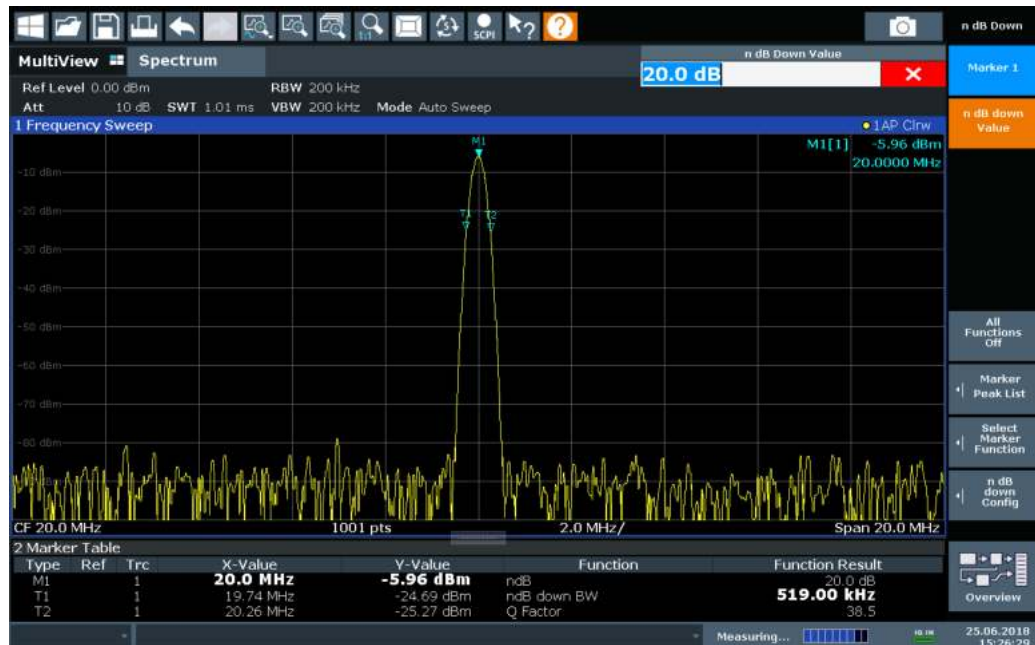 SCPI
1:1
n dB Down
MultiView Spectrum
n dB Down Value
20.0 dB
Marker 1
Ref Level 0.00 dBm RBW 200 kHz
Att 10 dB SWT 1.01 ms VBW 200 kHz Mode Auto Sweep
n dB down
Value
1 Frequency Sweep 1AP Clrw
M1
M1[1] -5.96 dBm
20.0000 MHz
-10 dBm
-20 dBm
T1 T2
-30 dBm
-40 dBm
-50 dBm
-60 dBm
-70 dBm
-80 dBm
All
Functions
Off
Marker
Peak List
Select
Marker
Function
n dB
down
Config
CF 20.0 MHz 1001 pts 2.0 MHz/ Span 20.0 MHz
2 Marker Table
Type Ref Trc X-Value Y-Value Function Function Result
M1 1 20.0 MHz -5.96 dBm ndB 20.0 dB
T1 1 19.74 MHz -24.69 dBm ndB down BW 519.00 kHz
T2 1 20.26 MHz -25.27 dBm Q Factor 38.5
Overview
Measuring...
25.06.2018
15:26:29